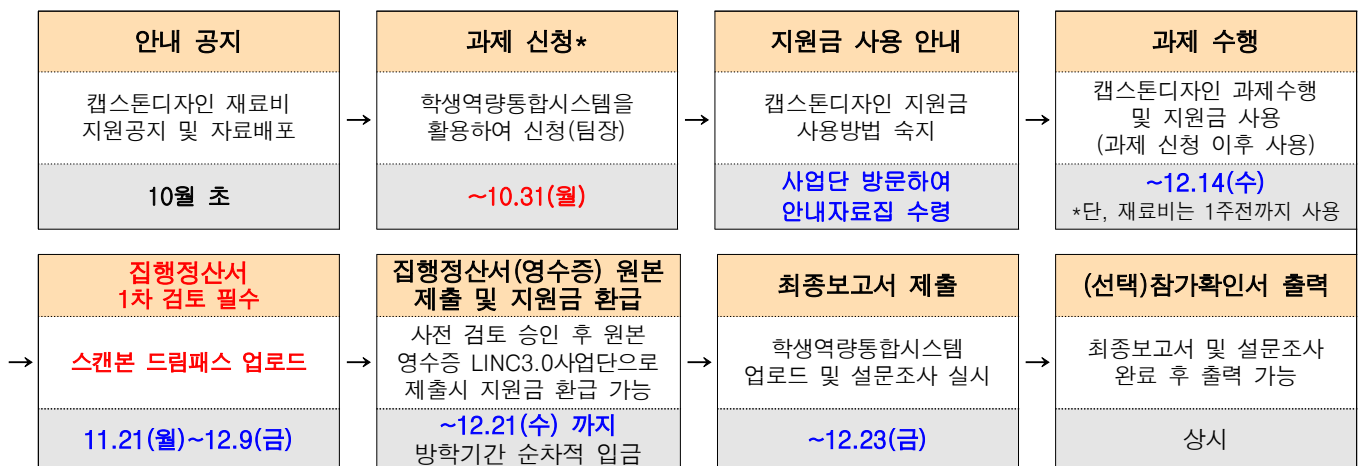 안내 공지
캡스톤디자인 재료비
지원공지 및 자료배포
10월 초
→
과제 신청*
학생역량통합시스템을
활용하여 신청(팀장)
~10.31(월)
→
지원금 사용 안내
캡스톤디자인 지원금
사용방법 숙지
사업단 방문하여
안내자료집 수령
→
과제 수행
캡스톤디자인 과제수행
및 지원금 사용
(과제 신청 이후 사용)
~12.14(수)
*단, 재료비는 1주전까지 사용
→
집행정산서
1차 검토 필수
스캔본 드림패스 업로드
11.21(월)~12.9(금)
→
집행정산서(영수증) 원본
제출 및 지원금 환급
사전 검토 승인 후 원본
영수증 LINC3.0사업단으로
제출시 지원금 환급 가능
~12.21(수) 까지
방학기간 순차적 입금
→
최종보고서 제출
학생역량통합시스템
업로드 및 설문조사 실시
~12.23(금)
→
(선택)참가확인서 출력
최종보고서 및 설문조사
완료 후 출력 가능
상시